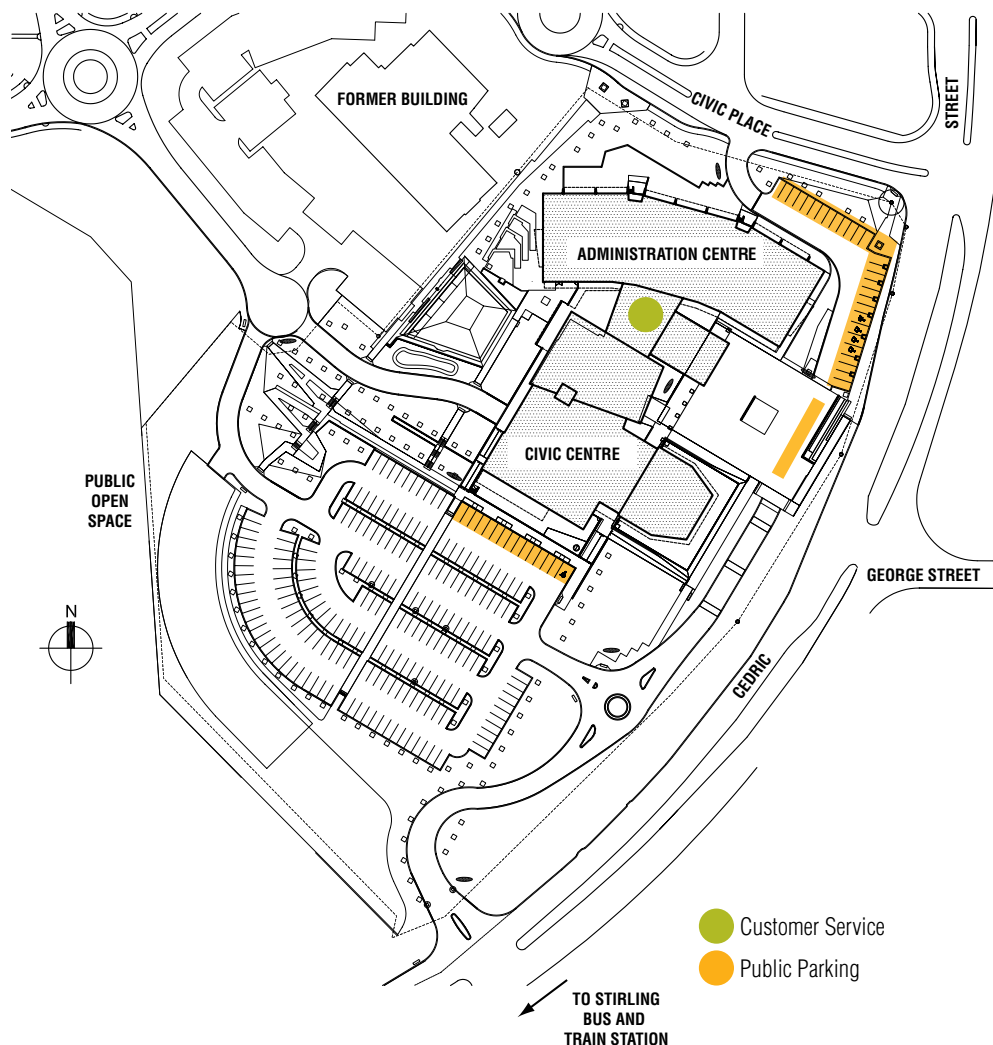 FORMER BUILDING
CIVIC PLACE
STREET
ADMINISTRATION CENTRE
CIVIC CENTRE
PUBLIC
OPEN
SPACE
GEORGE STREET
N
CEDRIC
Customer Service
Public Parking
TO STIRLING
BUS AND
TRAIN STATION